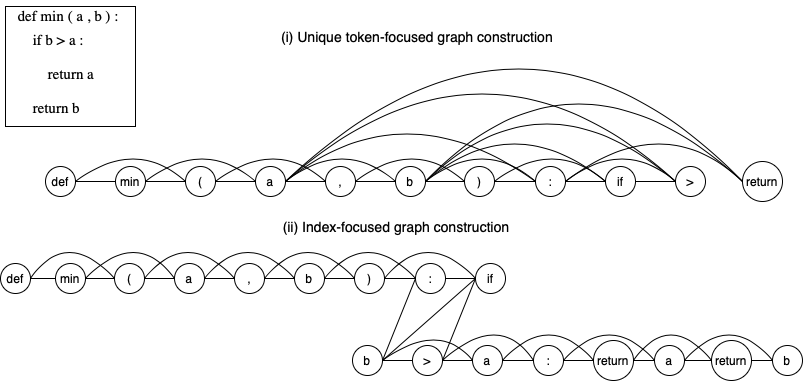 def min ( a , b ) :
if b > a :
return a
return b
(i) Unique token-focused graph construction
def min ( a , b ) : if > return
(ii) Index-focused graph construction
def min ( a , b ) : if
b > a : return a return b